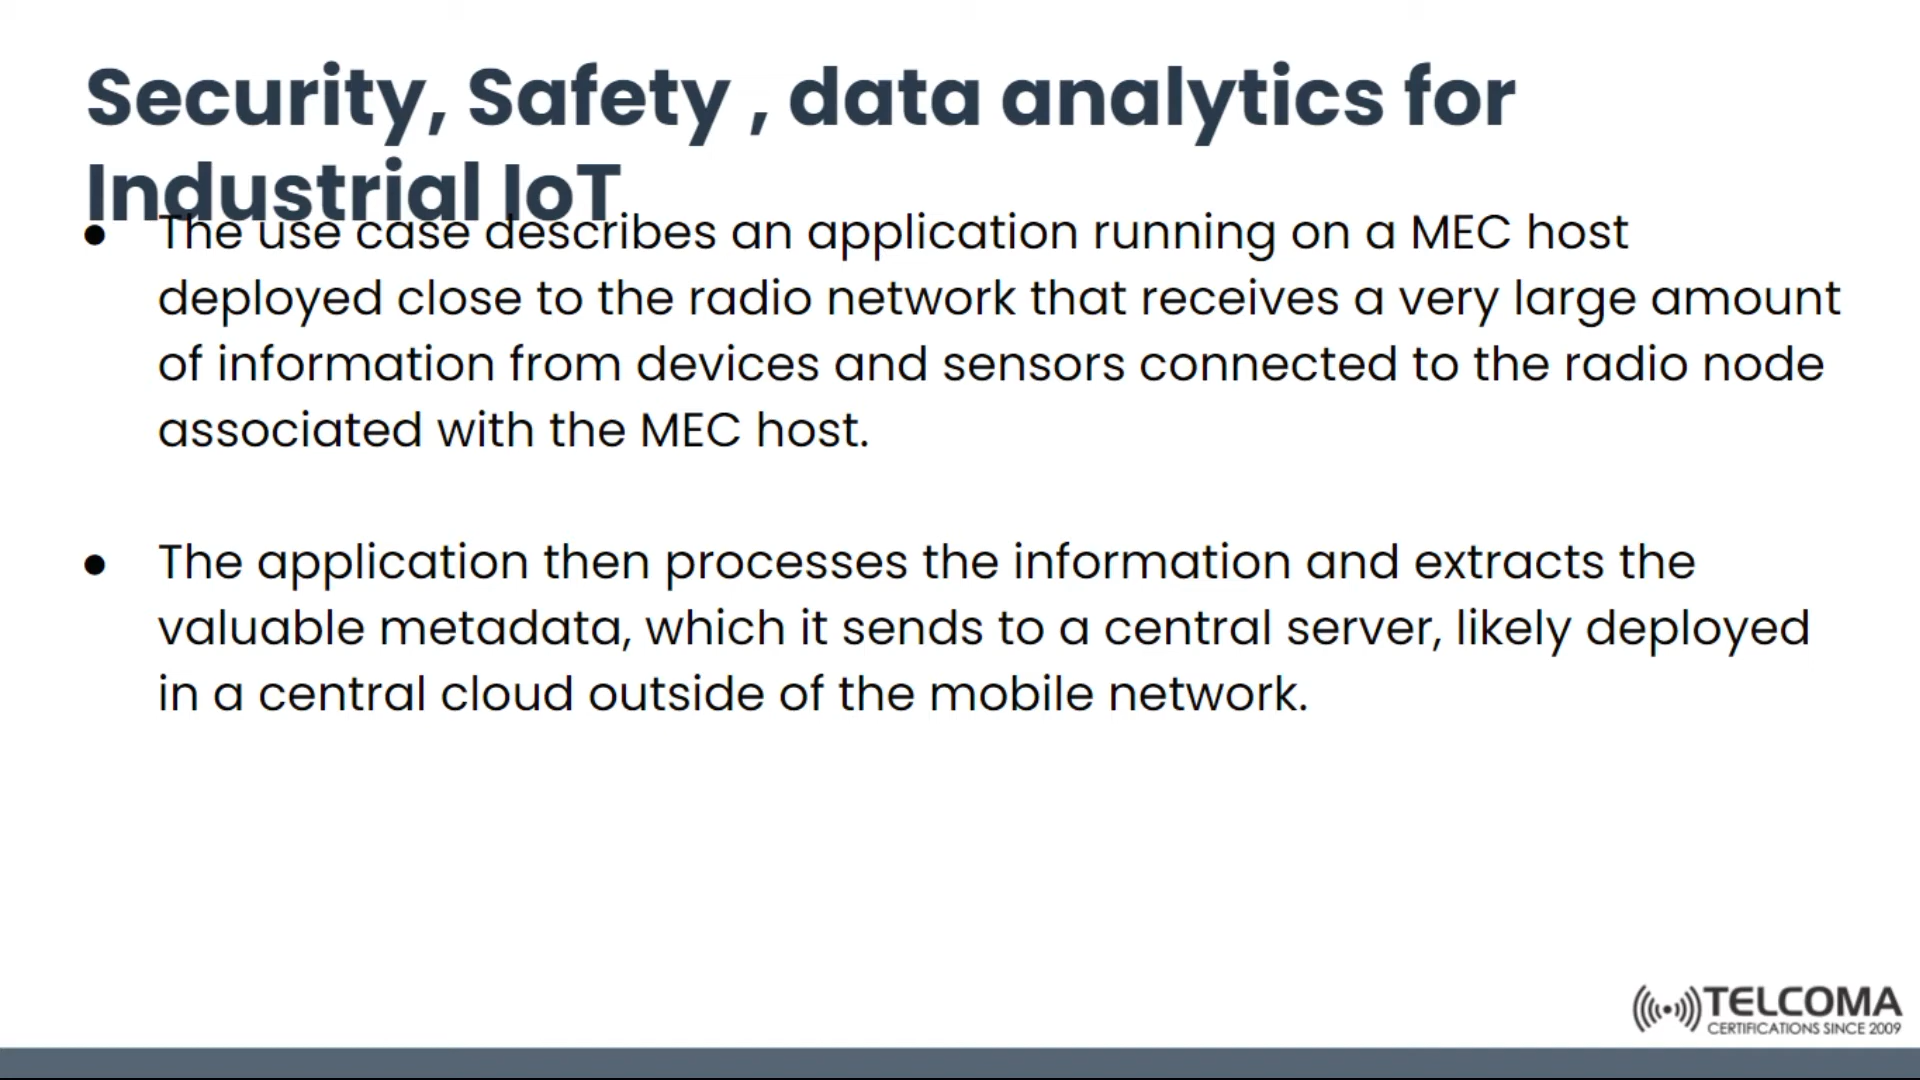 Security, Safety , data analytics for
Industrial IoT
● The use case describes an application running on a MEC host
deployed close to the radio network that receives a very large amount
of information from devices and sensors connected to the radio node
associated with the MEC host.
● The application then processes the information and extracts the
valuable metadata, which it sends to a central server, likely deployed
in a central cloud outside of the mobile network.
TELCOMA
CERTIFICATIONS SINCE 2009